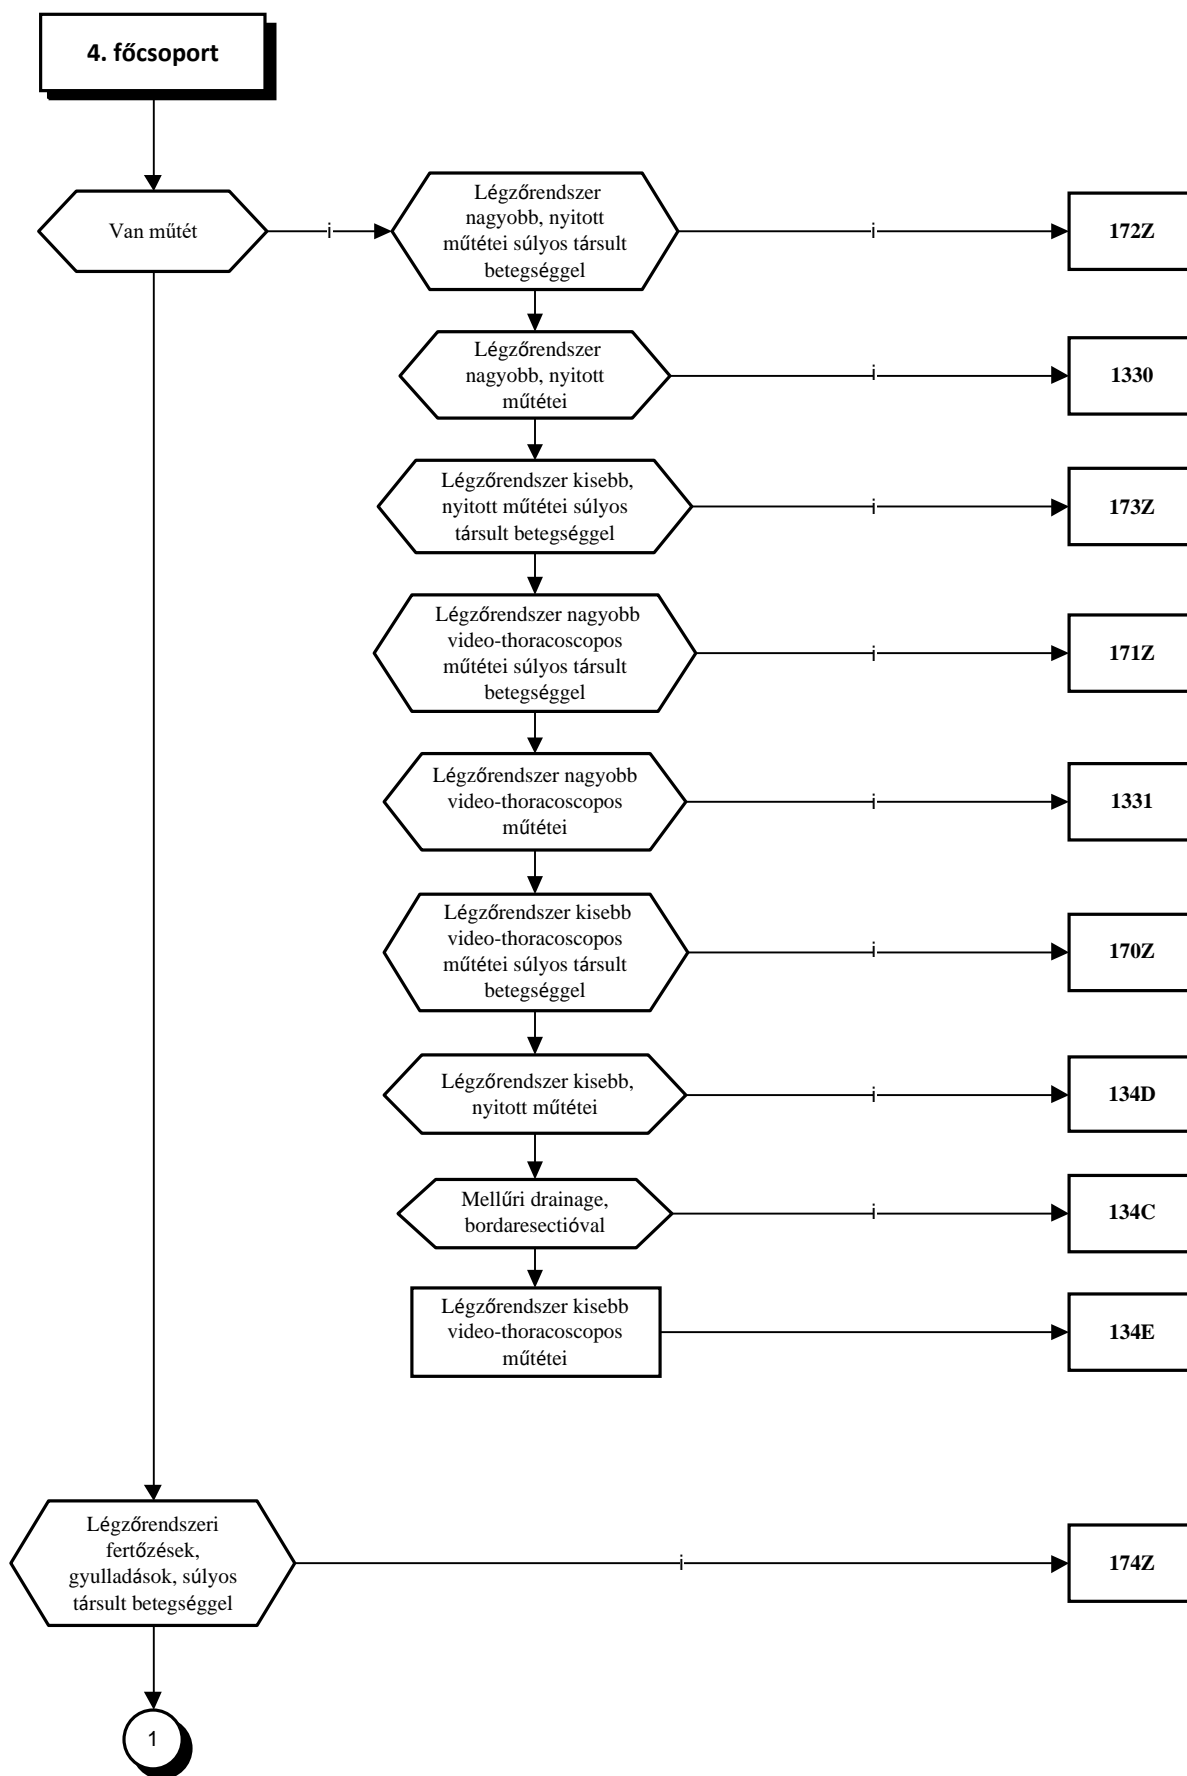 4. főcsoport
Van műtét
i
Légzőrendszer
nagyobb, nyitott
műtétei súlyos társult
betegséggel
i
172Z
Légzőrendszer
nagyobb, nyitott
műtétei
i
1330
Légzőrendszer kisebb,
nyitott műtétei súlyos
társult betegséggel
i
173Z
Légzőrendszer nagyobb
video-thoracoscopos
műtétei súlyos társult
betegséggel
i
171Z
Légzőrendszer nagyobb
video-thoracoscopos
műtétei
i
1331
Légzőrendszer kisebb
video-thoracoscopos
műtétei súlyos társult
betegséggel
i
170Z
Légzőrendszer kisebb,
nyitott műtétei
i
134D
Mellűri drainage,
bordaresectióval
i
134C
Légzőrendszer kisebb
video-thoracoscopos
műtétei
134E
Légzőrendszeri
fertőzések,
gyulladások, súlyos
társult betegséggel
i
174Z
1